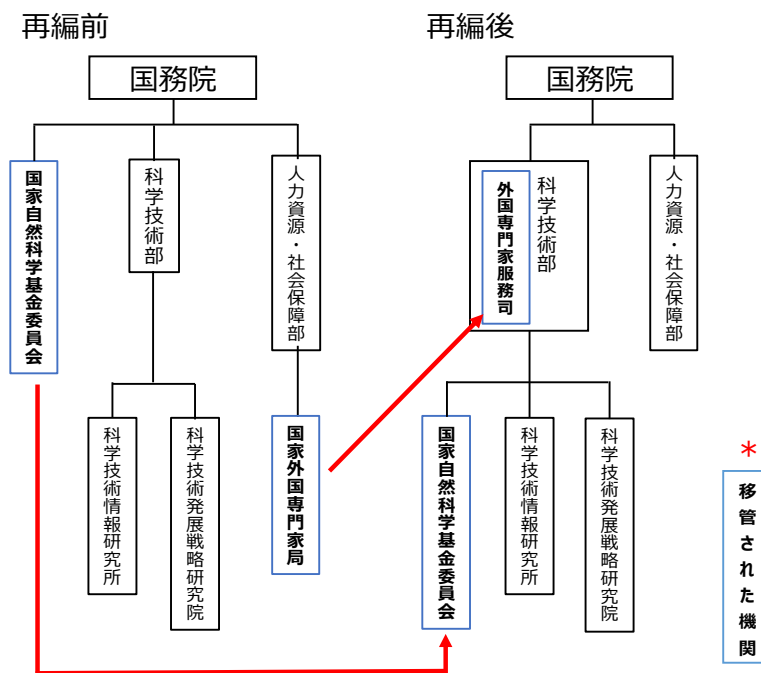 再編前
国務院
国家自然科学基金委員会
科学技術部
人力資源・社会保障部
科学技術情報研究所
科学技術発展戦略研究院
国家外国専門家局
再編後
国務院
科学技術部
外国専門家服務司
人力資源・社会保障部
国家自然科学基金委員会
科学技術情報研究所
科学技術発展戦略研究院
*
移管された機関